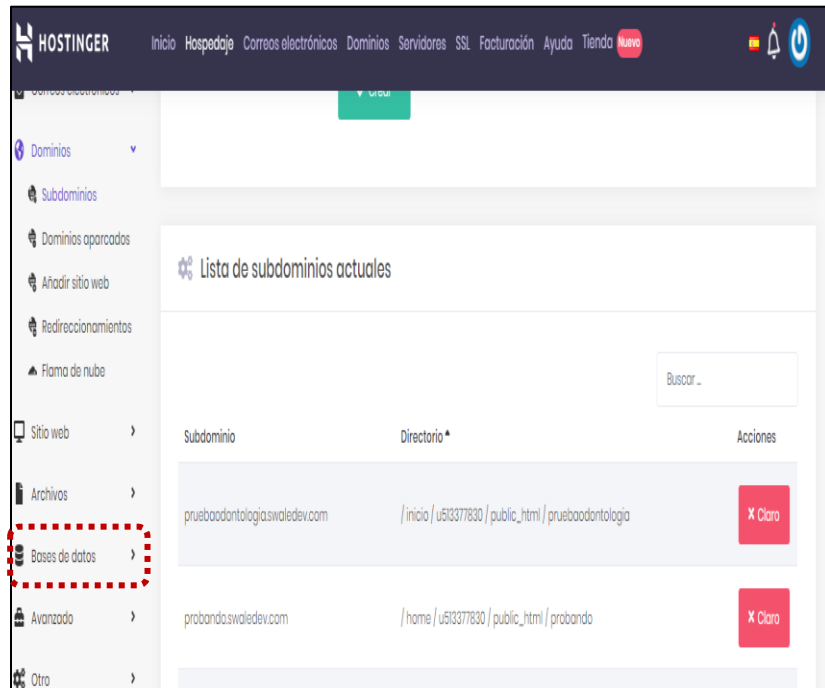 HOSTINGER
Inicio Hospedaje Correos electrónicos Dominios Servidores SSL Facturación Ayuda Tienda Nuevo
Correos electrónicos
Crear
Dominios
Subdominios
Dominios aparcados
Añadir sitio web
Redireccionamientos
Flama de nube
Sitio web
Archivos
Bases de datos
Avanzado
Otro
Lista de subdominios actuales
Buscar ..
Subdominio Directorio Acciones
pruebaodontologia.swaledev.com / inicio / u513377830 / public_html / pruebaodontologia X Claro
probando.swaledev.com / home / u513377830 / public_html / probando X Claro